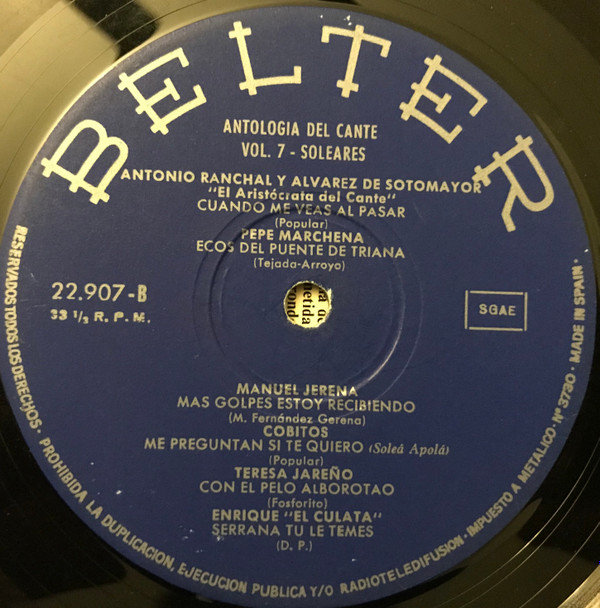 BELTER
ANTOLOGIA DEL CANTE
VOL. 7 - SOLEARES
ANTONIO RANCHAL Y ALVAREZ DE SOTOMAYOR
"El Aristócrata del Cante"
CUANDO ME VEAS AL PASAR
(Popular)
PEPE MARCHENA
ECOS DEL PUENTE DE TRIANA
(Tejada-Arroyo)
22.907-B
33 1/3 R. P. M.
SGAE
MANUEL JERENA
MAS GOLPES ESTOY RECIBIENDO
(M. Fernández Gerena)
COBITOS
ME PREGUNTAN SI TE QUIERO (Soleá Apolá)
(Popular)
TERESA JAREÑO
CON EL PELO ALBOROTAO
(Fosforito)
ENRIQUE "EL CULATA"
SERRANA TU LE TEMES
(D. P.)
RESERVADOS TODOS LOS DERECHOS · PROHIBIDA LA DUPLICACION, EJECUCION PUBLICA Y/O RADIOTELEDIFUSION · IMPUESTO A METALICO · Nº 3730 · MADE IN SPAIN ·